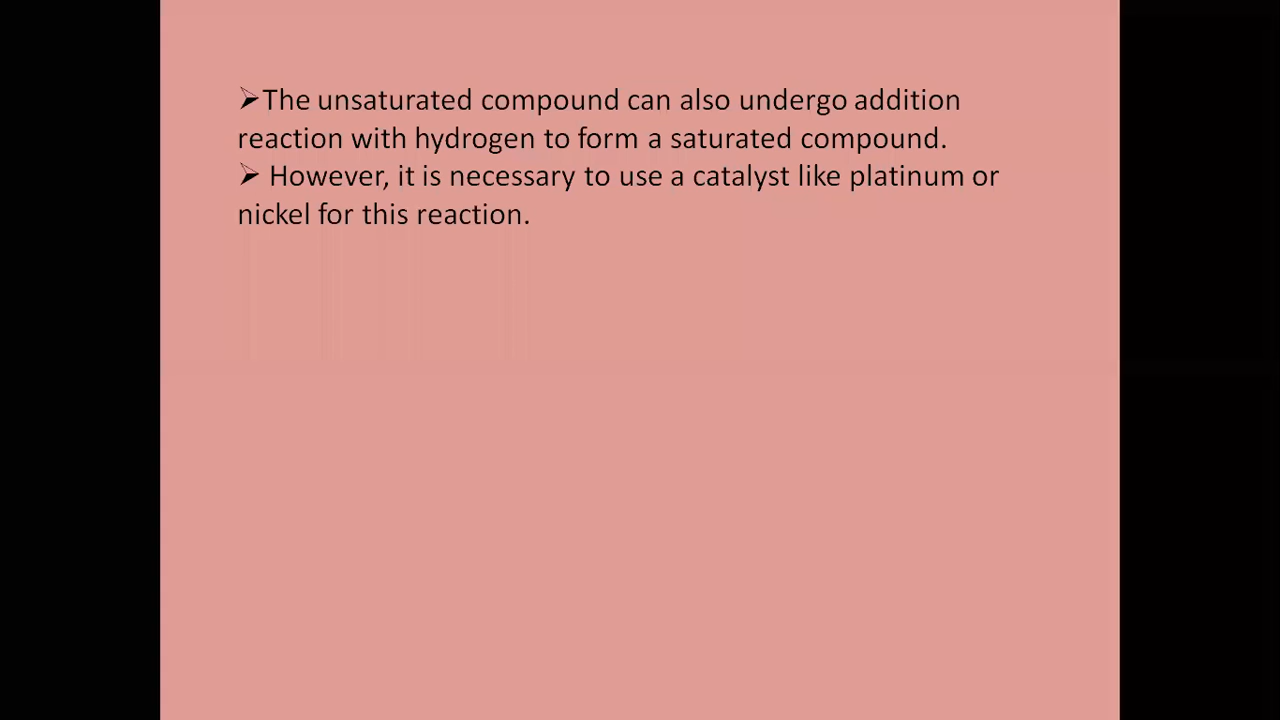 ➢The unsaturated compound can also undergo addition
reaction with hydrogen to form a saturated compound.
➢ However, it is necessary to use a catalyst like platinum or
nickel for this reaction.